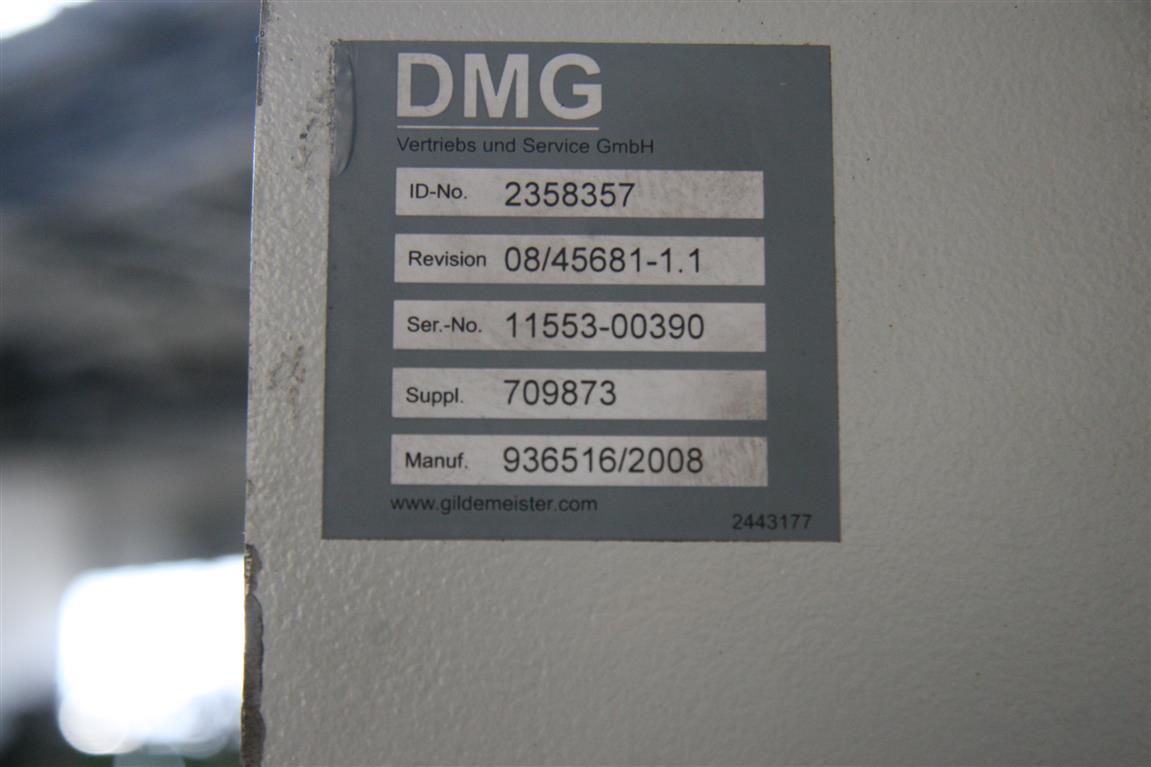 DMG
Vertriebs und Service GmbH
ID-No. 2358357
Revision 08/45681-1.1
Ser.-No. 11553-00390
Suppl. 709873
Manuf. 936516/2008
www.gildemeister.com
2443177